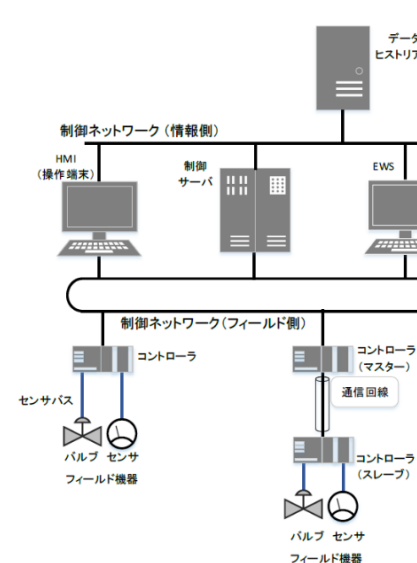 データ
ヒストリア
制御ネットワーク（情報側）
HMI
（操作端末）
制御
サーバ
EWS
制御ネットワーク（フィールド側）
コントローラ
コントローラ
（マスター）
通信回線
センサバス
バルブ センサ
フィールド機器
コントローラ
（スレーブ）
バルブ センサ
フィールド機器